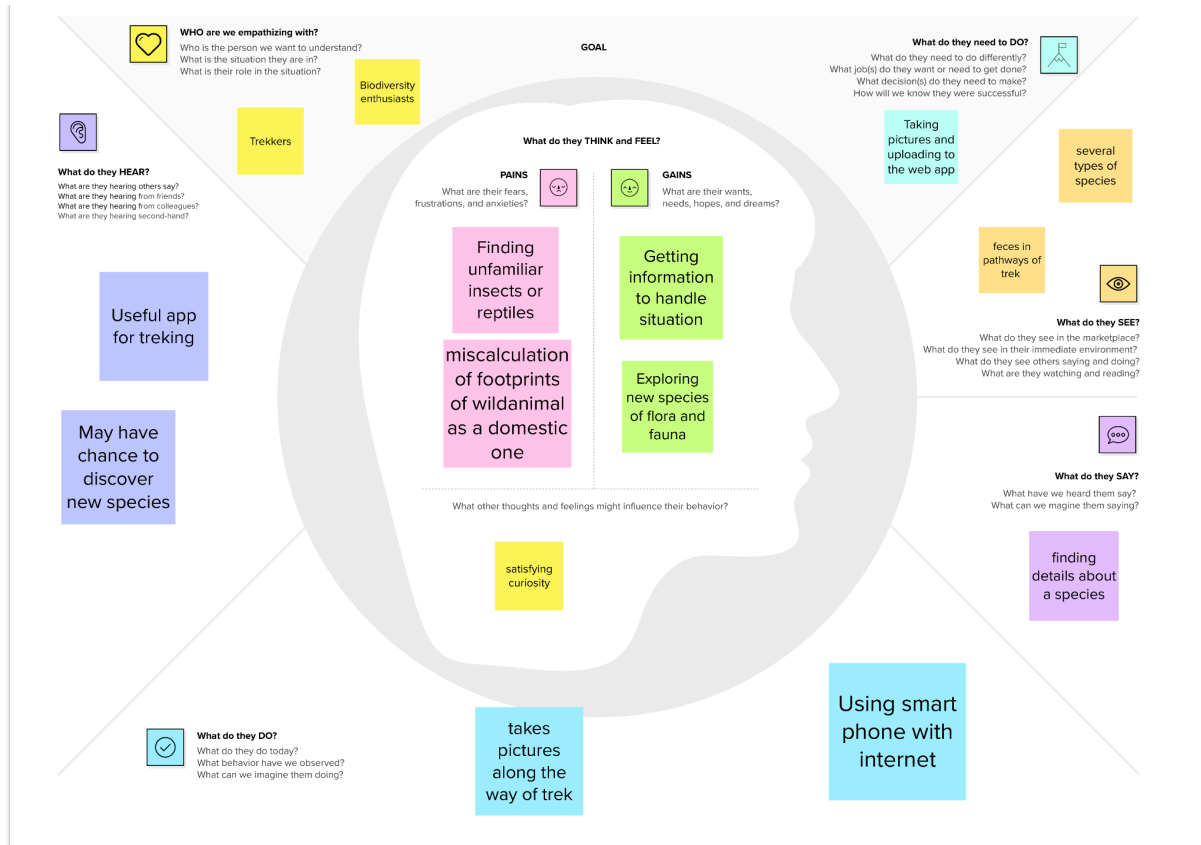 WHO are we empathizing with?
Who is the person we want to understand?
What is the situation they are in?
What is their role in the situation?
Biodiversity
enthusiasts
Trekkers
GOAL
What do they need to DO?
What do they need to do differently?
What job(s) do they want or need to get done?
What decision(s) do they need to make?
How will we know they were successful?
Taking
pictures and
uploading to
the web app
What do they HEAR?
What are they hearing others say?
What are they hearing from friends?
What are they hearing from colleagues?
What are they hearing second-hand?
Useful app
for treking
May have
chance to
discover
new species
What do they THINK and FEEL?
PAINS
What are their fears,
frustrations, and anxieties?
Finding
unfamiliar
insects or
reptiles
miscalculation
of footprints
of wildanimal
as a domestic
one
GAINS
What are their wants,
needs, hopes, and dreams?
Getting
information
to handle
situation
Exploring
new species
of flora and
fauna
What other thoughts and feelings might influence their behavior?
satisfying
curiosity
several
types of
species
feces in
pathways of
trek
What do they SEE?
What do they see in the marketplace?
What do they see in their immediate environment?
What do they see others saying and doing?
What are they watching and reading?
What do they SAY?
What have we heard them say?
What can we magine them saying?
finding
details about
a species
What do they DO?
What do they do today?
What behavior have we observed?
What can we imagine them doing?
takes
pictures
along the
way of trek
Using smart
phone with
internet